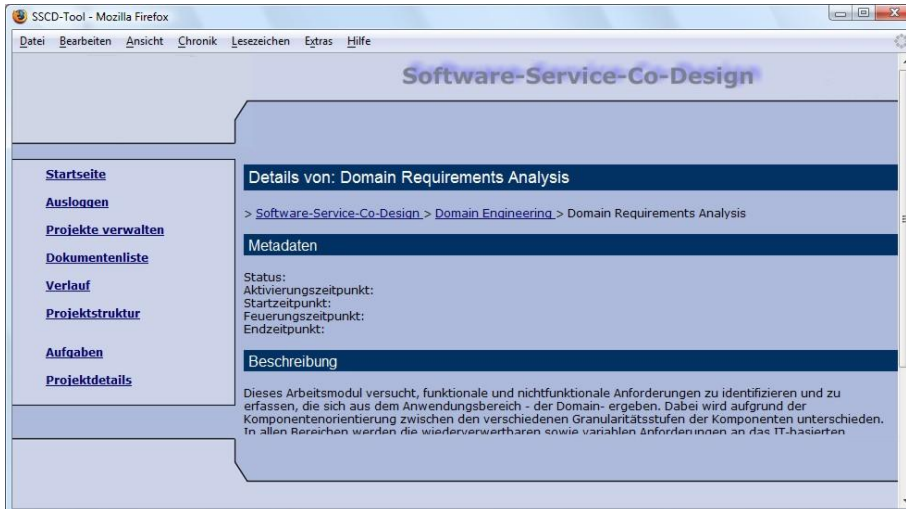 SSCD-Tool - Mozilla Firefox
Datei Bearbeiten Ansicht Chronik Lesezeichen Extras Hilfe
Software-Service-Co-Design
Startseite
Ausloggen
Projekte verwalten
Dokumentenliste
Verlauf
Projektstruktur
Aufgaben
Projektdetails
Details von: Domain Requirements Analysis
> Software-Service-Co-Design > Domain Engineering > Domain Requirements Analysis
Metadaten
Status:
Aktivierungszeitpunkt:
Startzeitpunkt:
Feuerungszeitpunkt:
Endzeitpunkt:
Beschreibung
Dieses Arbeitsmodul versucht, funktionale und nichtfunktionale Anforderungen zu identifizieren und zu
erfassen, die sich aus dem Anwendungsbereich - der Domain- ergeben. Dabei wird aufgrund der
Komponentenorientierung zwischen den verschiedenen Granularitätsstufen der Komponenten unterschieden.
In allen Bereichen werden die wiederverwertbaren sowie variablen Anforderungen an das IT-basierten